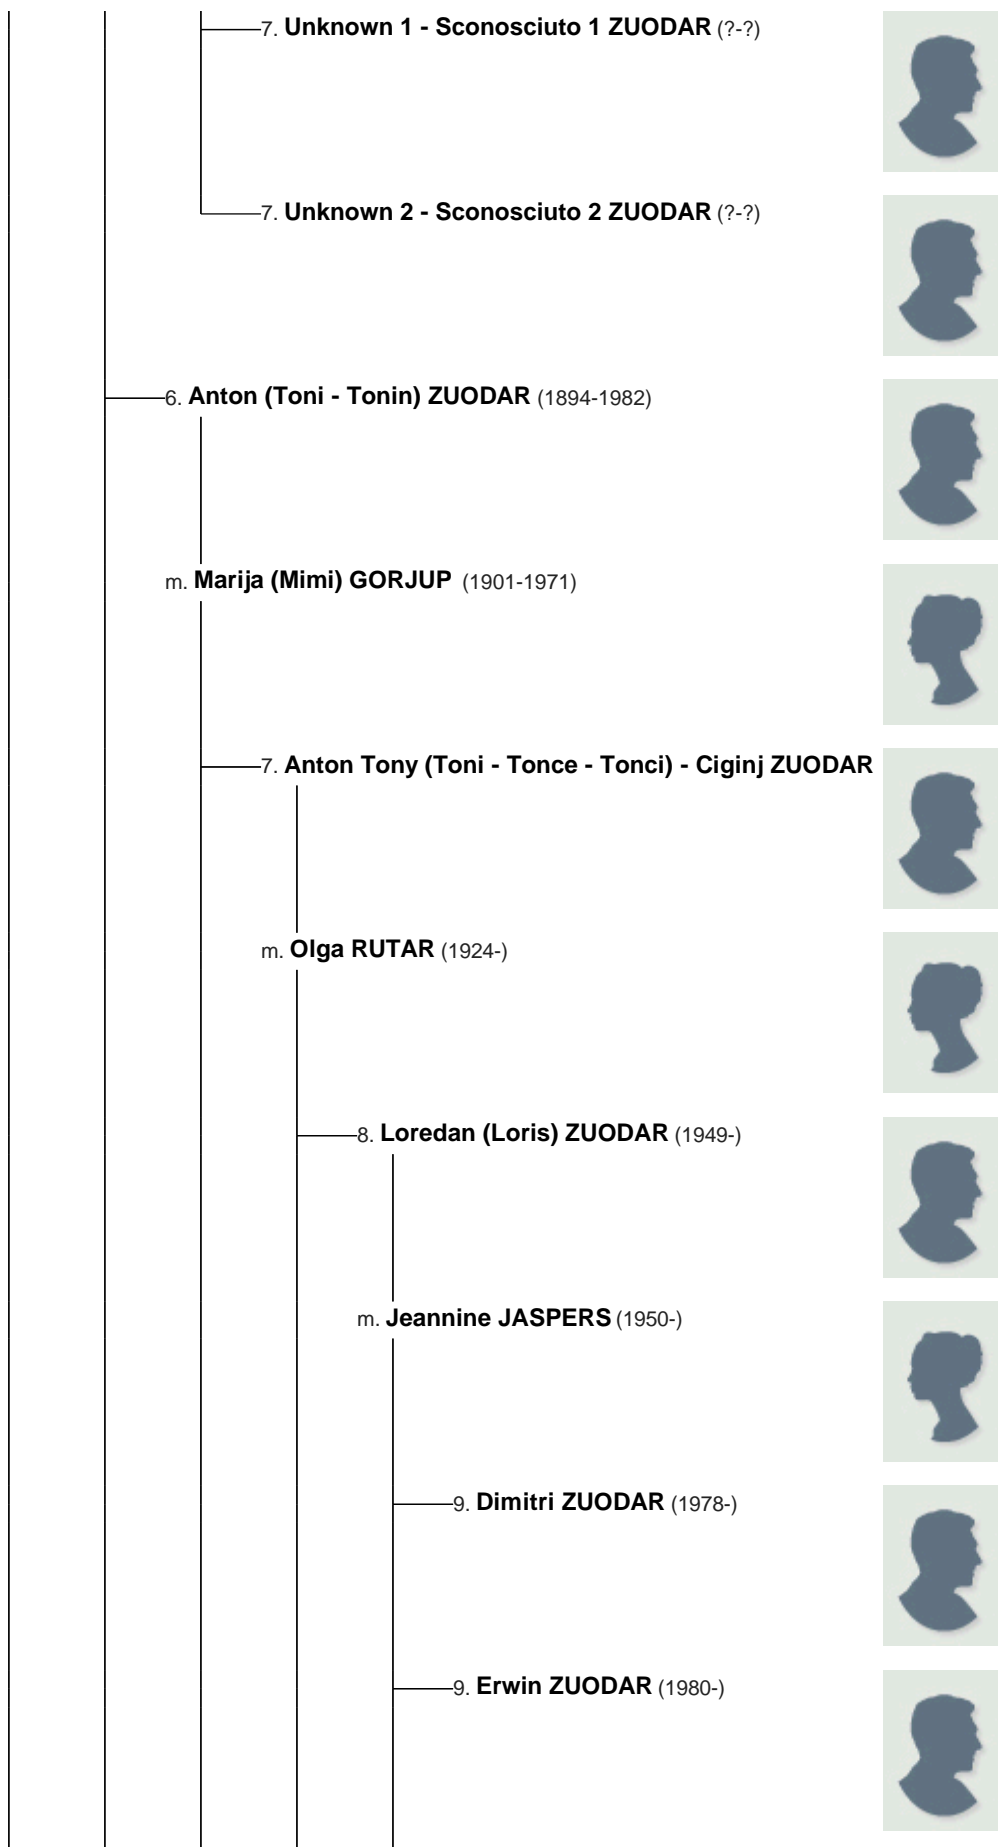 7. Unknown 1 - Sconosciuto 1 ZUODAR (?-?)
7. Unknown 2 - Sconosciuto 2 ZUODAR (?-?)
6. Anton (Toni - Tonin) ZUODAR (1894-1982)
m. Marija (Mimi) GORJUP (1901-1971)
7. Anton Tony (Toni - Tonce - Tonci) - Ciginj ZUODAR
m. Olga RUTAR (1924-)
8. Loredan (Loris) ZUODAR (1949-)
m. Jeannine JASPERS (1950-)
9. Dimitri ZUODAR (1978-)
9. Erwin ZUODAR (1980-)